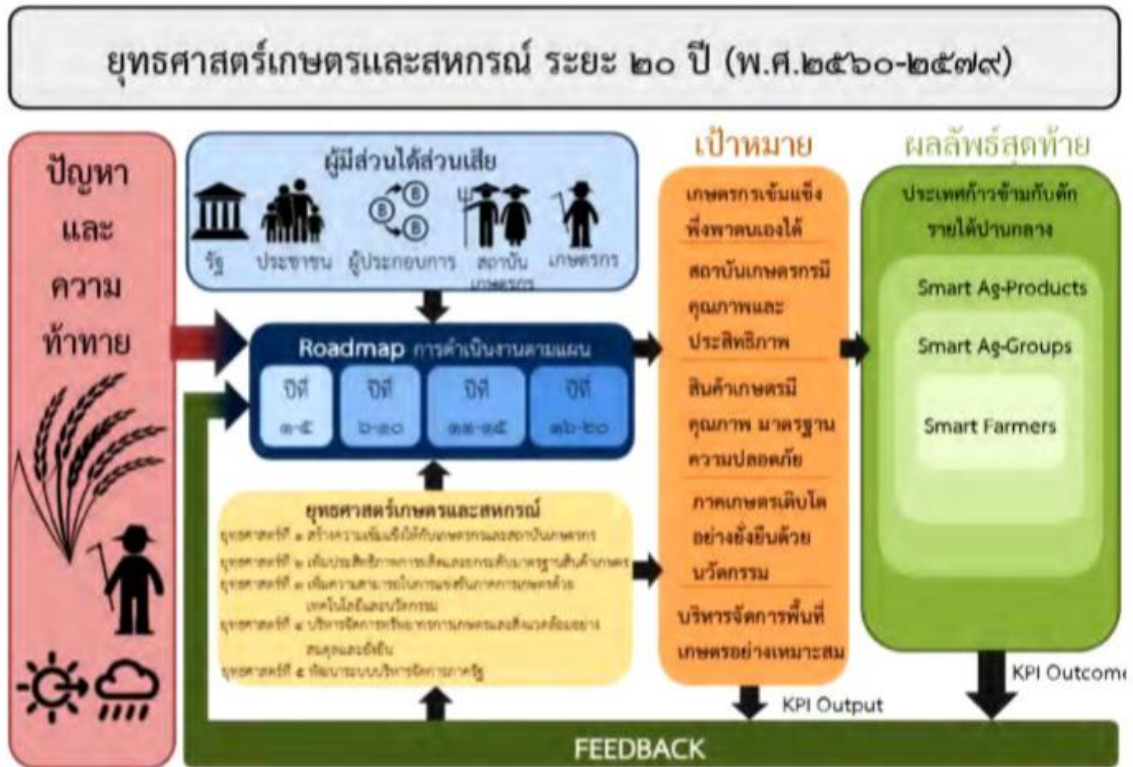 ยุทธศาสตร์เกษตรและสหกรณ์ ระยะ ๒๐ ปี (พ.ศ.๒๕๖๐-๒๕๗๙)
ปัญหา
และ
ความ
ท้าทาย
ผู้มีส่วนได้ส่วนเสีย
รัฐ
ประชาชน
ผู้ประกอบการ
สถาบัน
เกษตรกร
เกษตรกร
B
B
B
Roadmap การดำเนินงานตามแผน
ปีที่
๑-๕
ปีที่
๖-๑๐
ปีที่
๑๑-๑๕
ปีที่
๑๖-๒๐
ยุทธศาสตร์เกษตรและสหกรณ์
ยุทธศาสตร์ที่ ๑ สร้างความเข้มแข็งให้กับเกษตรกรและสถาบันเกษตรกร
ยุทธศาสตร์ที่ ๒ เพิ่มประสิทธิภาพการผลิตและยกระดับมาตรฐานสินค้าเกษตร
ยุทธศาสตร์ที่ ๓ เพิ่มความสามารถในการแข่งขันภาคการเกษตรด้วย
เทคโนโลยีและนวัตกรรม
ยุทธศาสตร์ที่ ๔ บริหารจัดการทรัพยากรการเกษตรและสิ่งแวดล้อมอย่าง
สมดุลและยั่งยืน
ยุทธศาสตร์ที่ ๕ พัฒนาระบบบริหารจัดการภาครัฐ
เป้าหมาย
เกษตรกรเข้มแข็ง
พึ่งพาตนเองได้
สถาบันเกษตรกรมี
คุณภาพและ
ประสิทธิภาพ
สินค้าเกษตรมี
คุณภาพ มาตรฐาน
ความปลอดภัย
ภาคเกษตรเติบโต
อย่างยั่งยืนด้วย
นวัตกรรม
บริหารจัดการพื้นที่
เกษตรอย่างเหมาะสม
ผลลัพธ์สุดท้าย
ประเทศก้าวข้ามกับดัก
รายได้ปานกลาง
Smart Ag-Products
Smart Ag-Groups
Smart Farmers
KPI Output
KPI Outcome
FEEDBACK